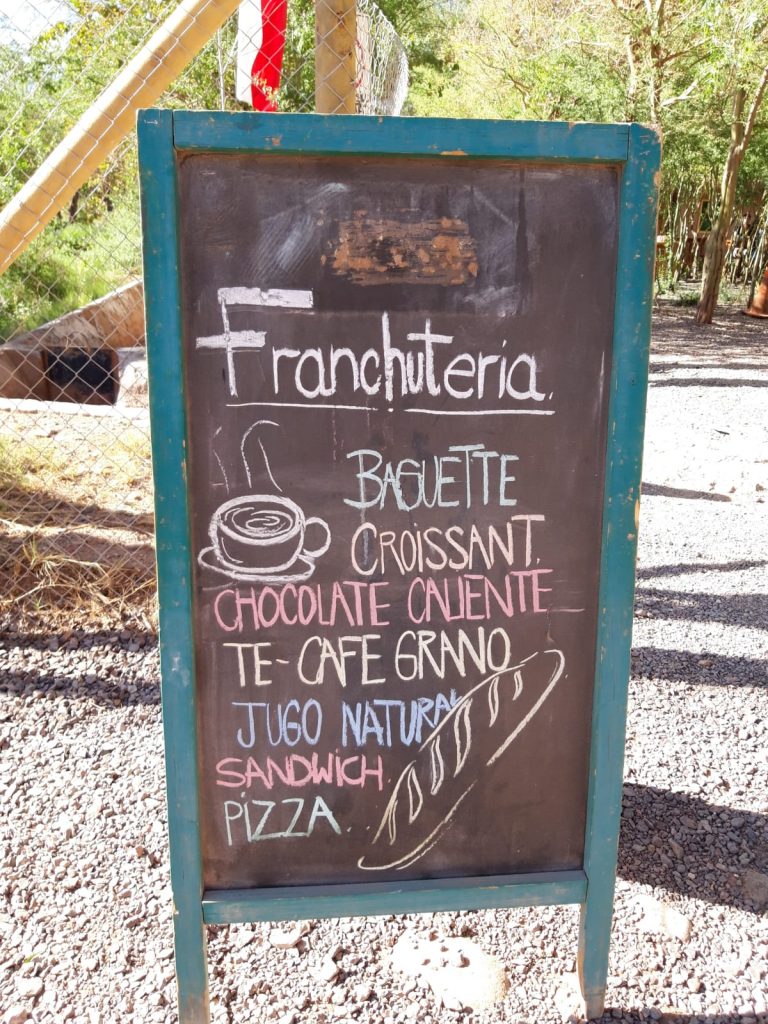 Franchuteria.
BAGUETTE
CROISSANT.
CHOCOLATE CALIENTE
TE-CAFE GRANO
JUGO NATURAL
SANDWICH
PIZZA